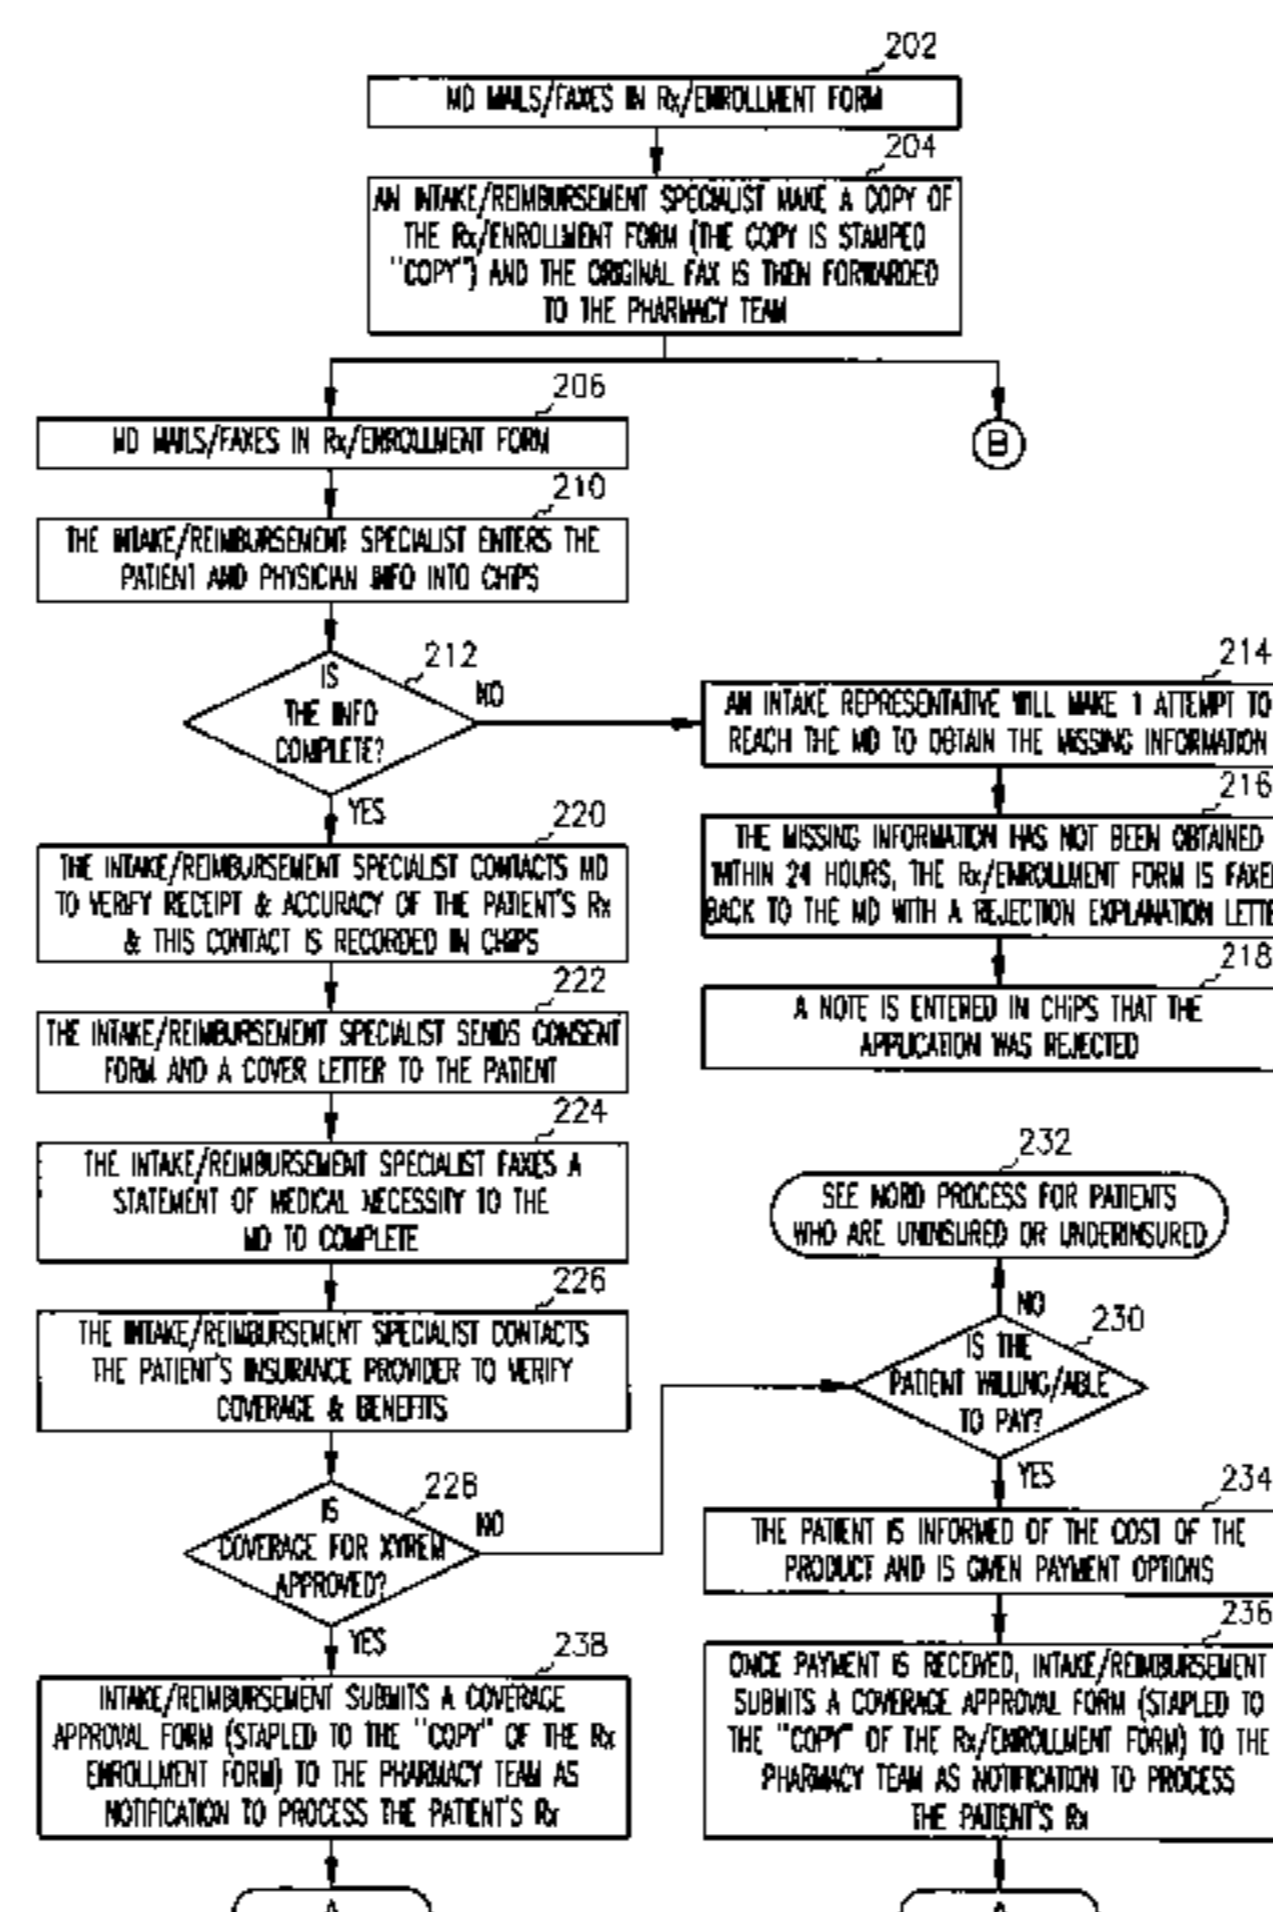 202
MD MAILS/FAXES IN Rx/ENROLLMENT FORM
204
AN INTAKE/REIMBURSEMENT SPECIALIST MAKE A COPY OF
THE Rx/ENROLLMENT FORM (THE COPY IS STAMPED
"COPY") AND THE ORIGINAL FAX IS THEN FORWARDED
TO THE PHARMACY TEAM
206
MD MAILS/FAXES IN Rx/ENROLLMENT FORM
B
210
THE INTAKE/REIMBURSEMENT SPECIALIST ENTERS THE
PATIENT AND PHYSICIAN INFO INTO CHIPS
212
IS
THE INFO
COMPLETE?
NO
YES
214
AN INTAKE REPRESENTATIVE WILL MAKE 1 ATTEMPT TO
REACH THE MD TO OBTAIN THE MISSING INFORMATION
216
THE MISSING INFORMATION HAS NOT BEEN OBTAINED
WITHIN 24 HOURS, THE Rx/ENROLLMENT FORM IS FAXE
BACK TO THE MD WITH A REJECTION EXPLANATION LETT
218
A NOTE IS ENTERED IN CHIPS THAT THE
APPLICATION WAS REJECTED
220
THE INTAKE/REIMBURSEMENT SPECIALIST CONTACTS MD
TO VERIFY RECEIPT & ACCURACY OF THE PATIENT'S Rx
& THIS CONTACT IS RECORDED IN CHIPS
222
THE INTAKE/REIMBURSEMENT SPECIALIST SENDS CONSENT
FORM AND A COVER LETTER TO THE PATIENT
224
THE INTAKE/REIMBURSEMENT SPECIALIST FAXES A
STATEMENT OF MEDICAL NECESSITY TO THE
MD TO COMPLETE
226
THE INTAKE/REIMBURSEMENT SPECIALIST CONTACTS
THE PATIENT'S INSURANCE PROVIDER TO VERIFY
COVERAGE & BENEFITS
228
IS
COVERAGE FOR XYREM
APPROVED?
NO
YES
232
SEE NORD PROCESS FOR PATIENTS
WHO ARE UNINSURED OR UNDERINSURED
NO
230
IS THE
PATIENT WILLING/ABLE
TO PAY?
YES
234
THE PATIENT IS INFORMED OF THE COST OF THE
PRODUCT AND IS GIVEN PAYMENT OPTIONS
236
ONCE PAYMENT IS RECEIVED, INTAKE/REIMBURSEMENT
SUBMITS A COVERAGE APPROVAL FORM (STAPLED TO
THE "COPY" OF THE Rx/ENROLLMENT FORM) TO THE
PHARMACY TEAM AS NOTIFICATION TO PROCESS
THE PATIENT'S Rx
238
INTAKE/REIMBURSEMENT SUBMITS A COVERAGE
APPROVAL FORM (STAPLED TO THE "COPY" OF THE Rx
ENROLLMENT FORM) TO THE PHARMACY TEAM AS
NOTIFICATION TO PROCESS THE PATIENT'S Rx